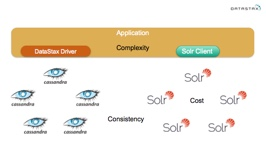 DATASTAX
Application
DataStax Driver
Complexity
Solr Client
cassandra
Solr
cassandra
cassandra
Solr
Cost
Solr
cassandra
cassandra
Consistency
Solr
Solr